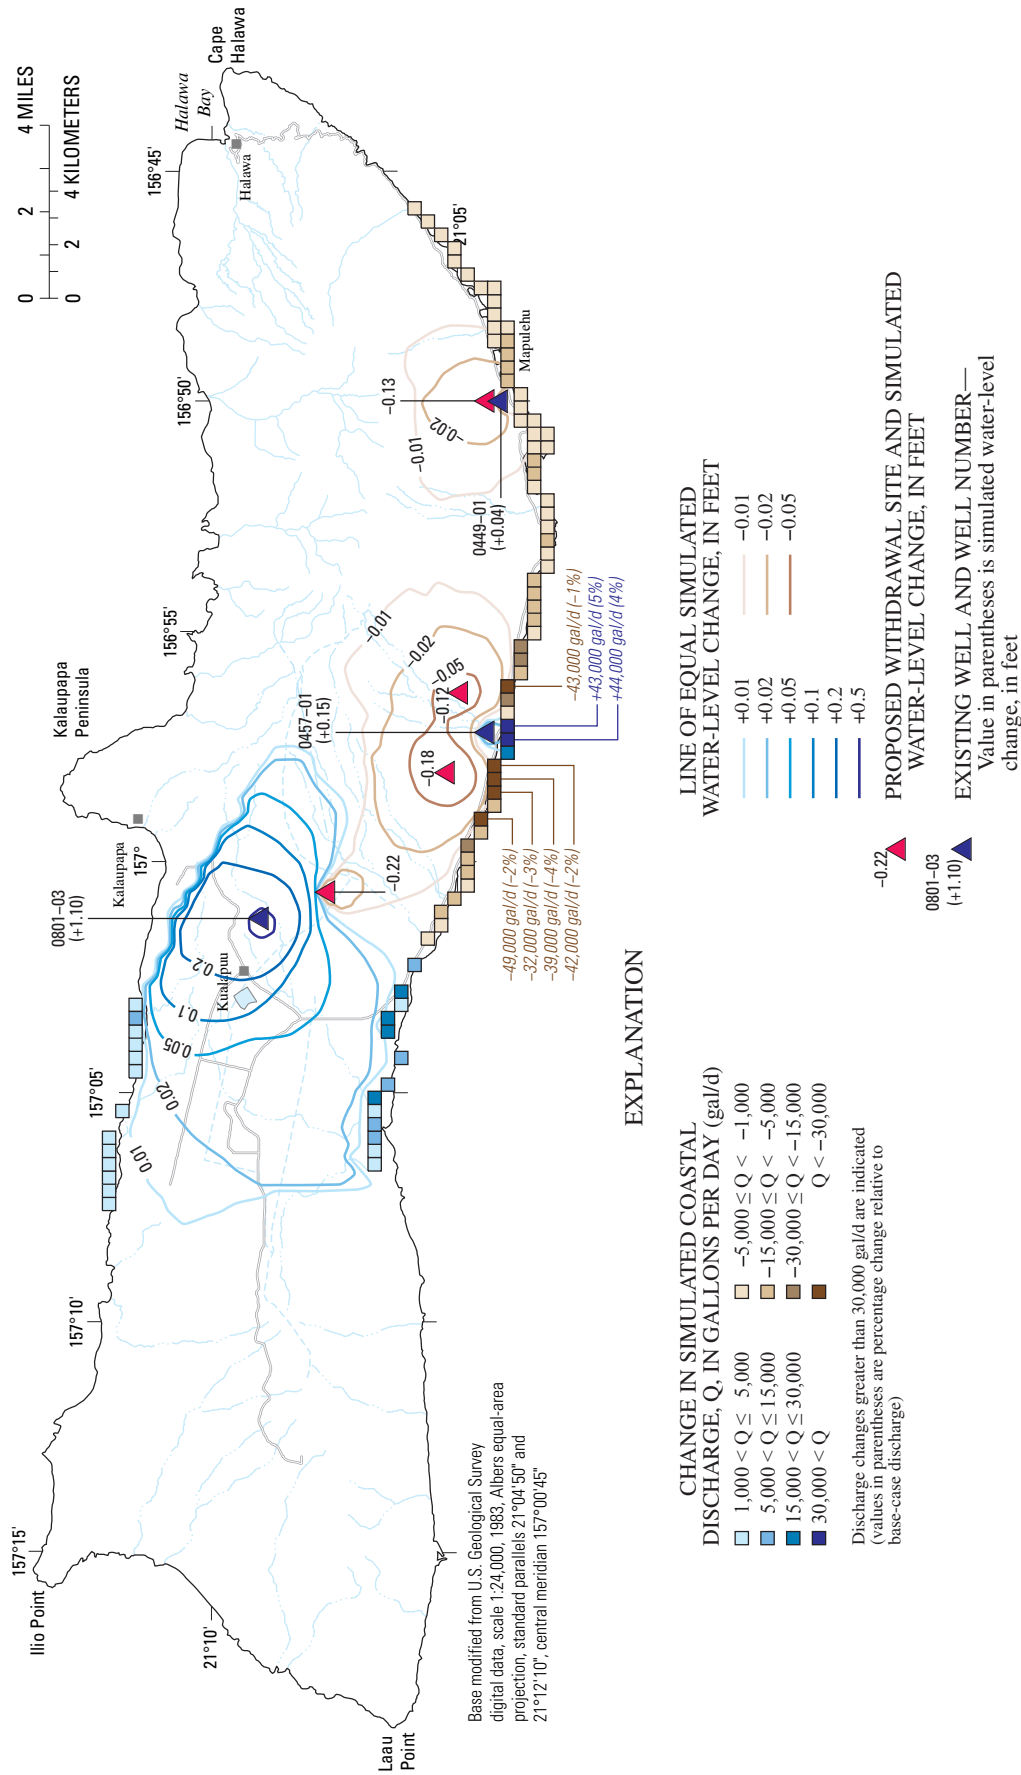 Ilio Point
157°15'
157°10'
157°05'
157°
156°55'
156°50'
156°45'
21°10'
21°05'
Laau
Point
Kalaupapa
Peninsula
Kalaupapa
Kualapuu
Halawa
Bay
Cape
Halawa
Halawa
Mapulehu
0 2 4 MILES
0 2 4 KILOMETERS
0801–03
(+1.10)
0457–01
(+0.15)
0449–01
(+0.04)
−0.22
−0.18
−0.12
−0.13
0.01
0.02
0.05
0.1
0.2
−0.01
−0.02
−0.05
−0.01
−0.02
−49,000 gal/d (−2%)
−32,000 gal/d (−3%)
−39,000 gal/d (−4%)
−42,000 gal/d (−2%)
−43,000 gal/d (−1%)
+43,000 gal/d (5%)
+44,000 gal/d (4%)
Base modified from U.S. Geological Survey
digital data, scale 1:24,000, 1983, Albers equal-area
projection, standard parallels 21°04'50" and
21°12'10", central meridian 157°00'45"
EXPLANATION
CHANGE IN SIMULATED COASTAL
DISCHARGE, Q, IN GALLONS PER DAY (gal/d)
1,000 < Q ≤ 5,000
5,000 < Q ≤ 15,000
15,000 < Q ≤ 30,000
30,000 < Q
−5,000 ≤ Q < −1,000
−15,000 ≤ Q < −5,000
−30,000 ≤ Q < −15,000
Q < −30,000
Discharge changes greater than 30,000 gal/d are indicated
(values in parentheses are percentage change relative to
base-case discharge)
LINE OF EQUAL SIMULATED
WATER-LEVEL CHANGE, IN FEET
+0.01
+0.02
+0.05
+0.1
+0.2
+0.5
−0.01
−0.02
−0.05
−0.22
PROPOSED WITHDRAWAL SITE AND SIMULATED
WATER-LEVEL CHANGE, IN FEET
0801–03
(+1.10)
EXISTING WELL AND WELL NUMBER—
Value in parentheses is simulated water-level
change, in feet